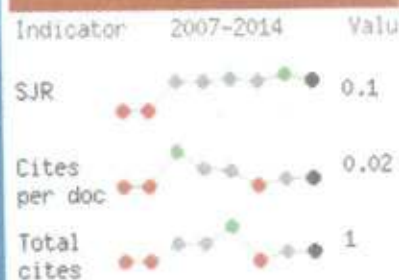 Indicator 2007-2014 Valu
SJR 0.1
Cites
per doc 0.02
Total
cites 1